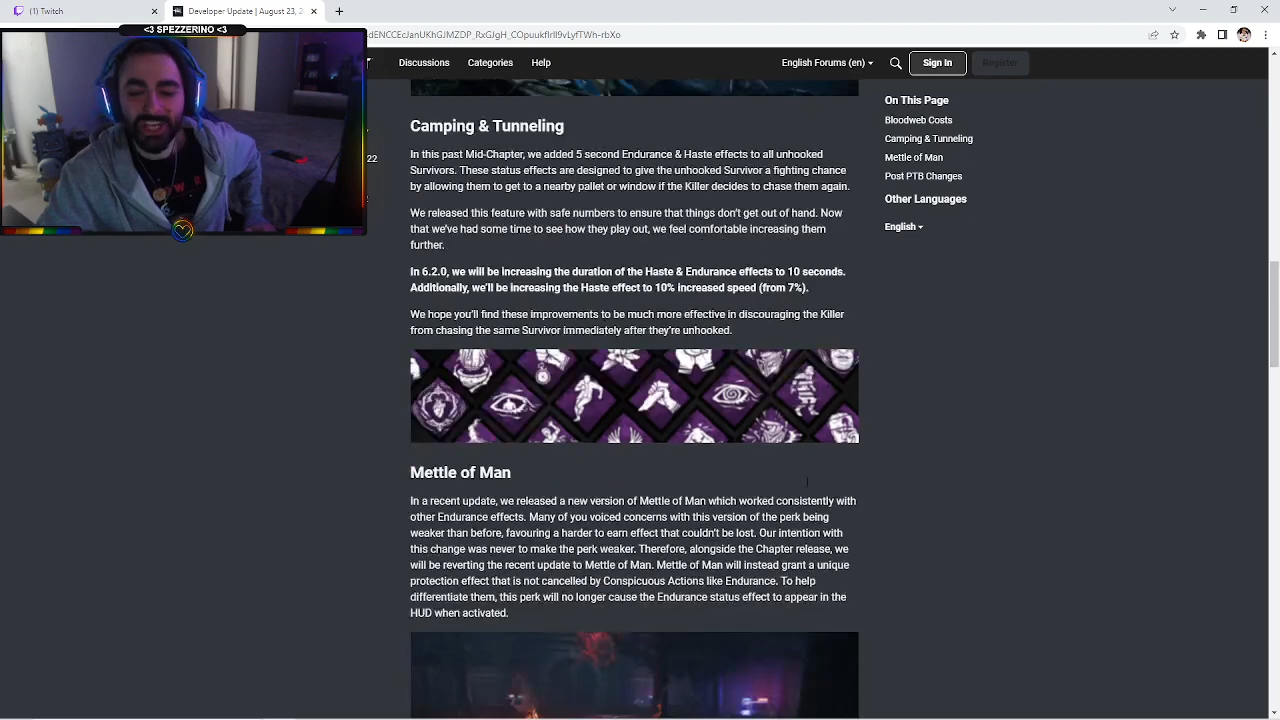 (1) Twitch
Developer Update | August 23, 2
<3 SPEZZERINO <3
dENCCEcJanUKhGJMZDP_RxGJgH_COpuukfIrlI9vLyfTWn-rbXo
Discussions Categories Help English Forums (en) Sign In Register
22
Camping & Tunneling
In this past Mid-Chapter, we added 5 second Endurance & Haste effects to all unhooked
Survivors. These status effects are designed to give the unhooked Survivor a fighting chance
by allowing them to get to a nearby pallet or window if the Killer decides to chase them again.
We released this feature with safe numbers to ensure that things don't get out of hand. Now
that we've had some time to see how they play out, we feel comfortable increasing them
further.
In 6.2.0, we will be increasing the duration of the Haste & Endurance effects to 10 seconds.
Additionally, we'll be increasing the Haste effect to 10% increased speed (from 7%).
We hope you'll find these improvements to be much more effective in discouraging the Killer
from chasing the same Survivor immediately after they're unhooked.
Mettle of Man
In a recent update, we released a new version of Mettle of Man which worked consistently with
other Endurance effects. Many of you voiced concerns with this version of the perk being
weaker than before, favouring a harder to earn effect that couldn't be lost. Our intention with
this change was never to make the perk weaker. Therefore, alongside the Chapter release, we
will be reverting the recent update to Mettle of Man. Mettle of Man will instead grant a unique
protection effect that is not cancelled by Conspicuous Actions like Endurance. To help
differentiate them, this perk will no longer cause the Endurance status effect to appear in the
HUD when activated.
On This Page
Bloodweb Costs
Camping & Tunneling
Mettle of Man
Post PTB Changes
Other Languages
English